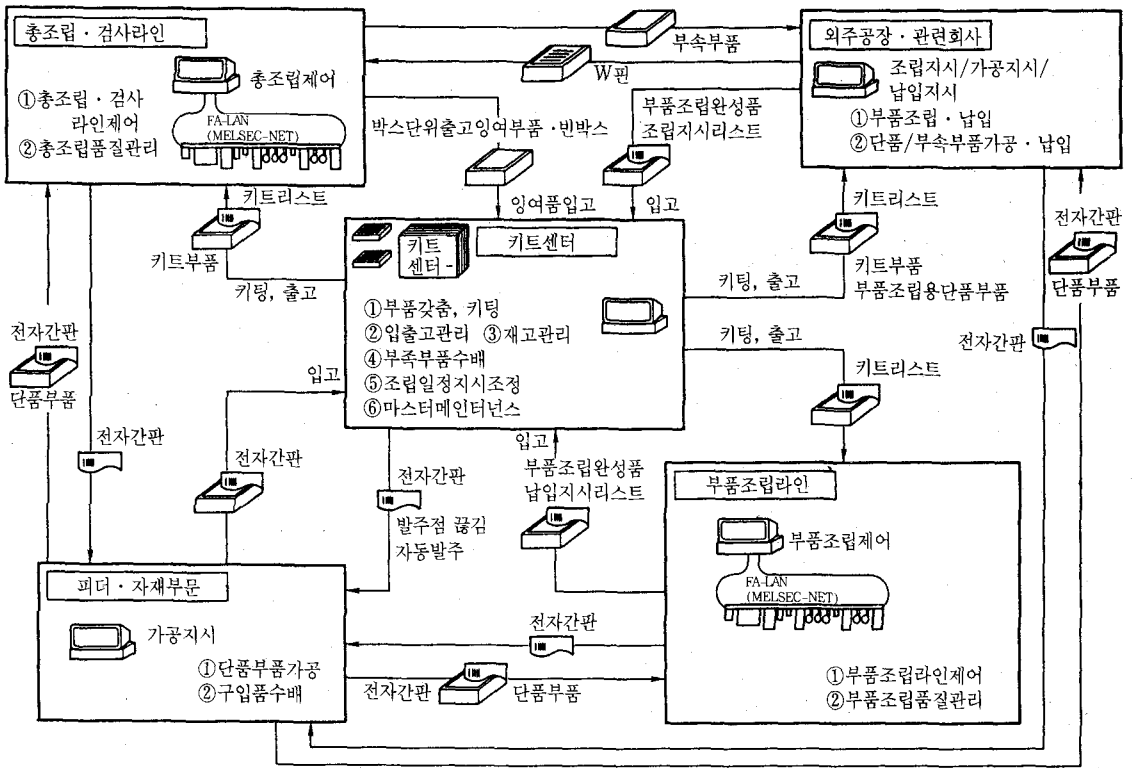 총조립 · 검사라인
총조립제어
①총조립 · 검사
라인제어
②총조립품질관리
FA-LAN
(MELSEC-NET)
부속부품
W핀
외주공장 · 관련회사
조립지시/가공지시/
납입지시
①부품조립 · 납입
②단품/부속부품가공 · 납입
박스단위출고잉여부품 · 빈박스
잉여품입고
부품조립완성품
조립지시리스트
입고
키트리스트
키트부품
키팅, 출고
키트
센터-
키트센터
①부품갖춤, 키팅
②입출고관리 ③재고관리
④부족부품수배
⑤조립일정지시조정
⑥마스터메인터넌스
키트리스트
키팅, 출고
키트부품
부품조립용단품부품
전자간판
단품부품
전자간판
키팅, 출고
키트리스트
전자간판
단품부품
전자간판
입고
전자간판
전자간판
발주점 끊김
자동발주
입고
부품조립완성품
납입지시리스트
부품조립라인
부품조립제어
FA-LAN
(MELSEC-NET)
①부품조립라인제어
②부품조립품질관리
피더 · 자재부문
가공지시
①단품부품가공
②구입품수배
전자간판
전자간판
단품부품